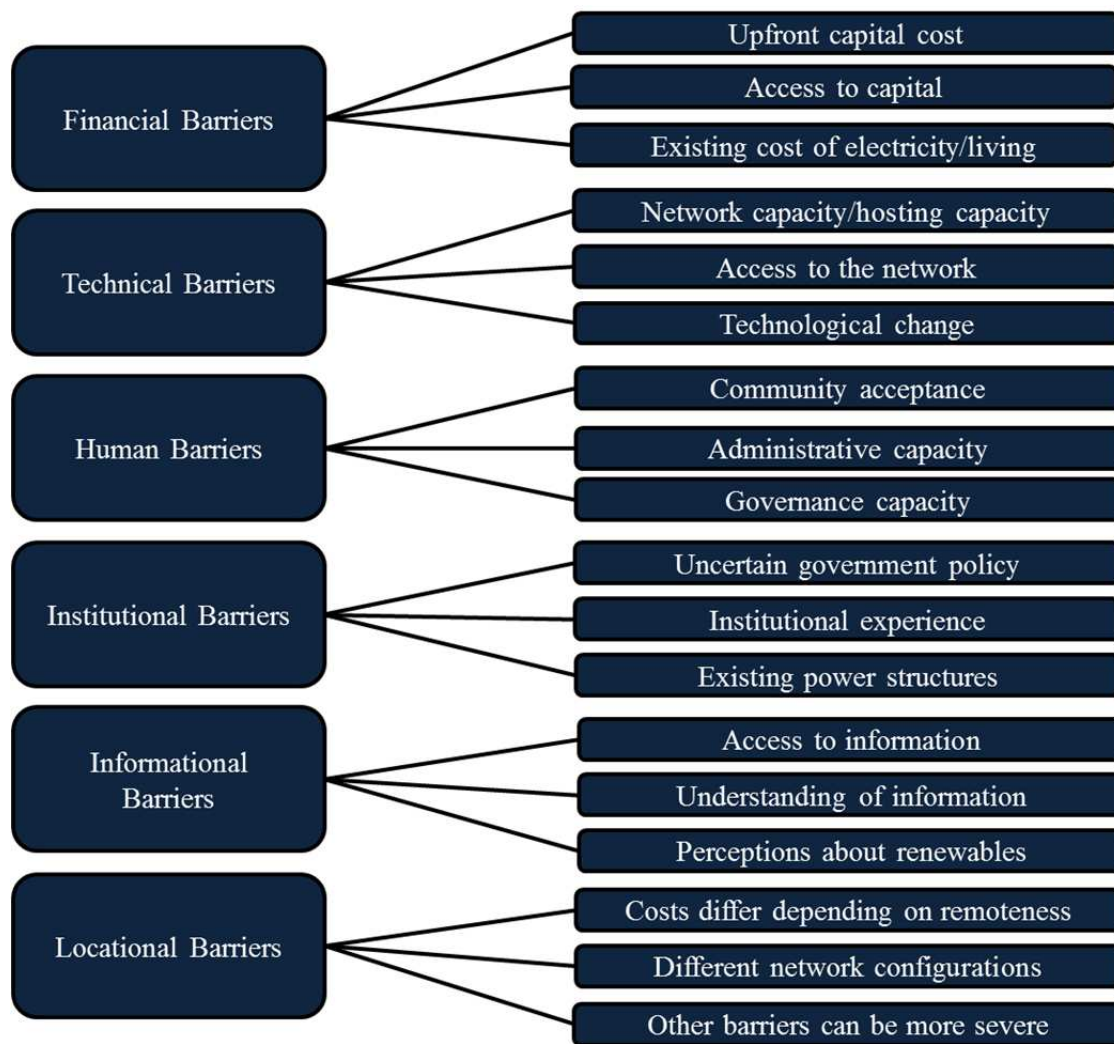 Financial Barriers
Upfront capital cost
Access to capital
Existing cost of electricity/living
Technical Barriers
Network capacity/hosting capacity
Access to the network
Technological change
Human Barriers
Community acceptance
Administrative capacity
Governance capacity
Institutional Barriers
Uncertain government policy
Institutional experience
Existing power structures
Informational
Barriers
Access to information
Understanding of information
Perceptions about renewables
Locational Barriers
Costs differ depending on remoteness
Different network configurations
Other barriers can be more severe